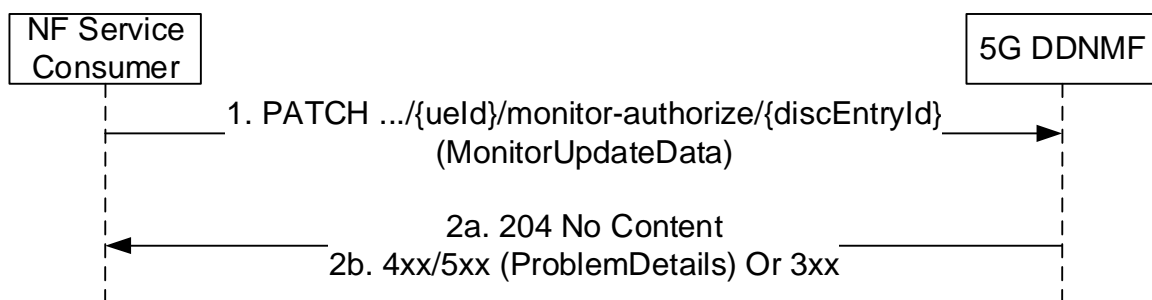 NF Service
Consumer
5G DDNMF
1. PATCH .../{ueId}/monitor-authorize/{discEntryId}
(MonitorUpdateData)
2a. 204 No Content
2b. 4xx/5xx (ProblemDetails) Or 3xx